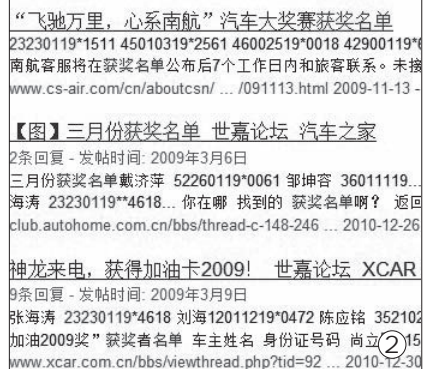 “飞驰万里，心系南航”汽车大奖赛获奖名单
23230119*1511 45010319*2561 46002519*0018 42900119*6
南航客服将在获奖名单公布后7个工作日内和旅客联系。未接
www.cs-air.com/cn/aboutcsn/ ... /091113.html 2009-11-13 -
【图】三月份获奖名单 世嘉论坛 汽车之家
2条回复 - 发帖时间: 2009年3月6日
三月份获奖名单戴济萍 52260119*0061 邹坤容 36011119...
海涛 23230119**4618... 你在哪 找到的 获奖名单啊？ 返回
club.autohome.com.cn/bbs/thread-c-148-246 ... 2010-12-26
神龙来电，获得加油卡2009！ 世嘉论坛 XCAR
9条回复 - 发帖时间: 2009年3月9日
张海涛 23230119*4618 刘海12011219*0472 陈应铭 352102
加油2009奖”获奖者名单 车主姓名 身份证号码 尚立 ②15
www.xcar.com.cn/bbs/viewthread.php?tid=92 ... 2010-12-30